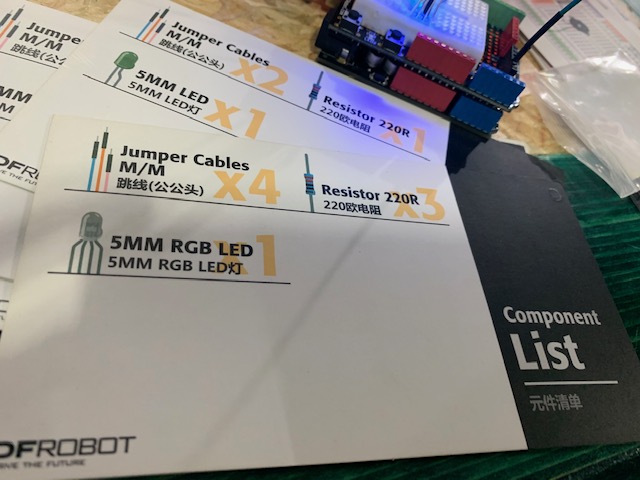 DFROBOT
THE FUTURE
Component
List
元件清单
Jumper Cables
M/M
跳线(公公头)
X4
Resistor 220R
220欧电阻
X3
5MM RGB LED
5MM RGB LED灯
1
Jumper Cables
M/M
跳线(公公头)
X2
Resistor 220R
220欧电阻
X1
5MM LED
5MM LED灯
X1
Jumper
M/M